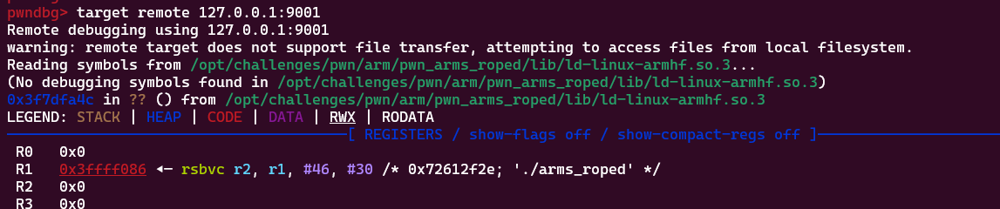 pwndbg> target remote 127.0.0.1:9001
Remote debugging using 127.0.0.1:9001
warning: remote target does not support file transfer, attempting to access files from local filesystem.
Reading symbols from /opt/challenges/pwn/arm/pwn_arms_roped/lib/ld-linux-armhf.so.3...
(No debugging symbols found in /opt/challenges/pwn/arm/pwn_arms_roped/lib/ld-linux-armhf.so.3)
0x3f7dfa4c in ?? () from /opt/challenges/pwn/arm/pwn_arms_roped/lib/ld-linux-armhf.so.3
LEGEND: STACK | HEAP | CODE | DATA | RWX | RODATA
[ REGISTERS / show-flags off / show-compact-regs off ]
R0 0x0
R1 0x3ffff086 ◂— rsbvc r2, r1, #46, #30 /* 0x72612f2e; './arms_roped' */
R2 0x0
R3 0x0